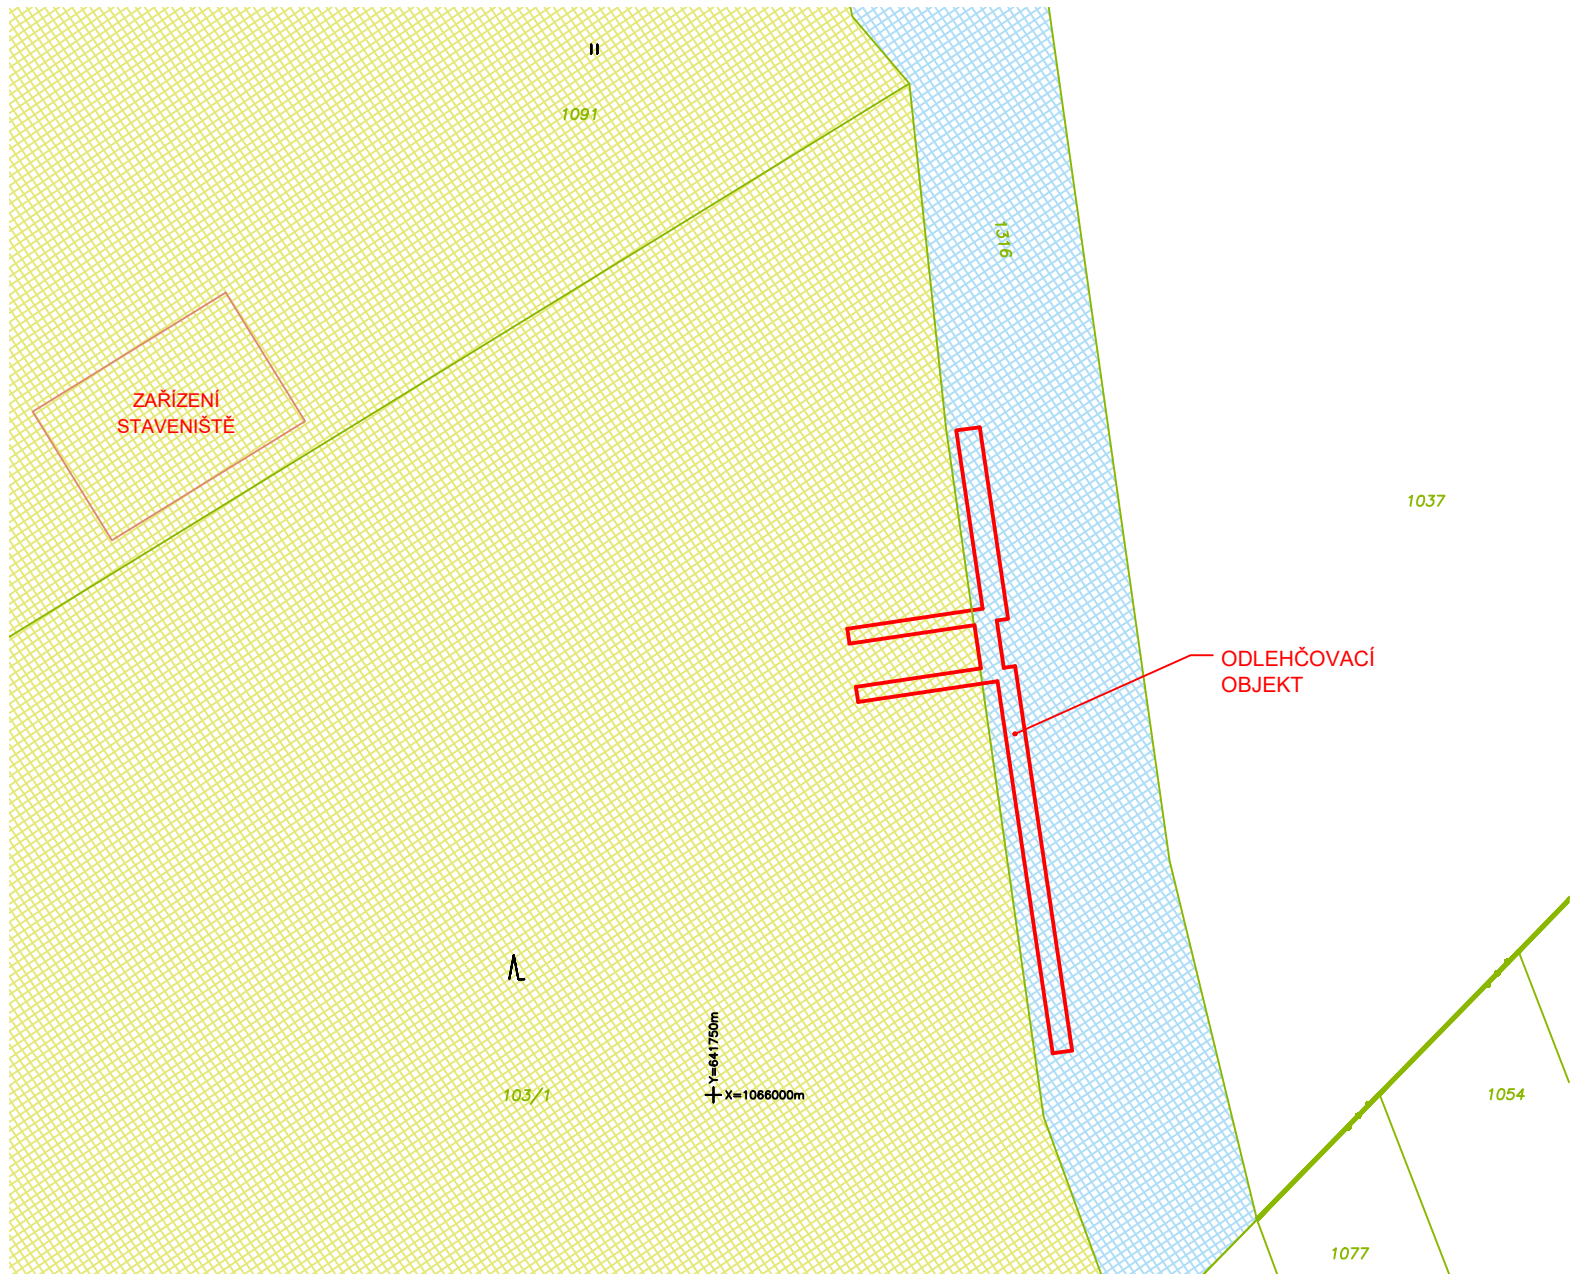 1091
1316
ZAŘÍZENÍ
STAVENIŠTĚ
1037
ODLEHČOVACÍ
OBJEKT
Y=641750m
X=1066000m
103/1
1054
1077